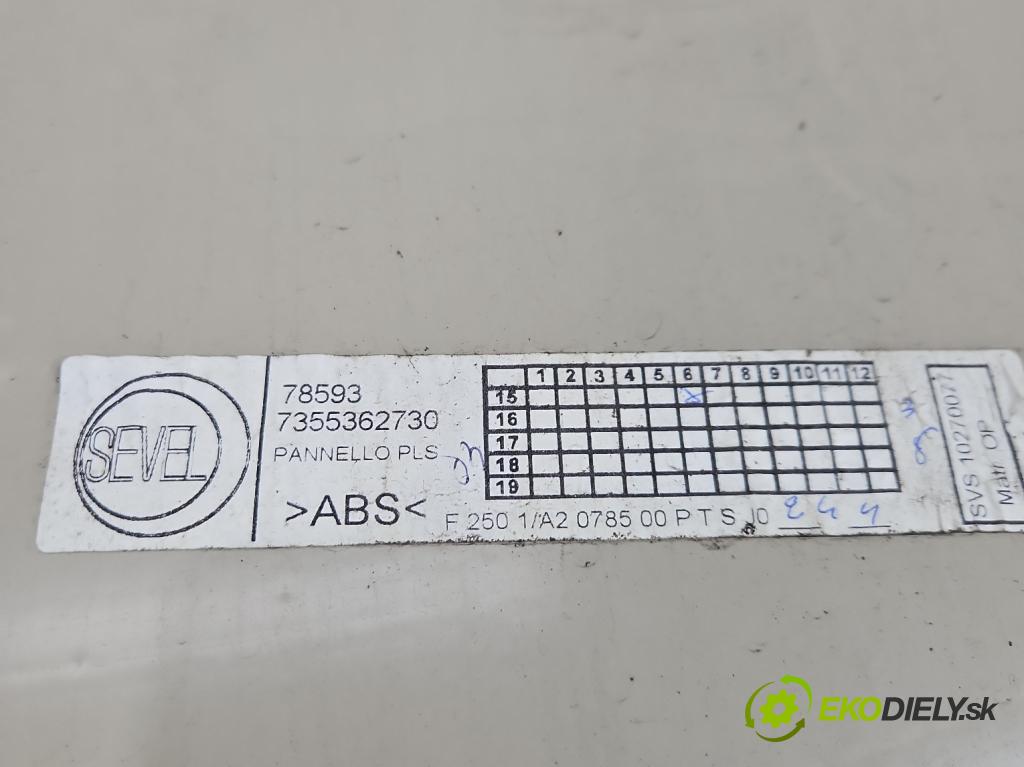 SEVEL
78593
7355362730
PANNELLO PLS
>ABS<
1 2 3 4 5 6 7 8 9 10 11 12
15 X
16
17
18
19
F 250 1/A2 0785 00 P T S
SVS 10270077
Matr. OP
EKODIELY.sk